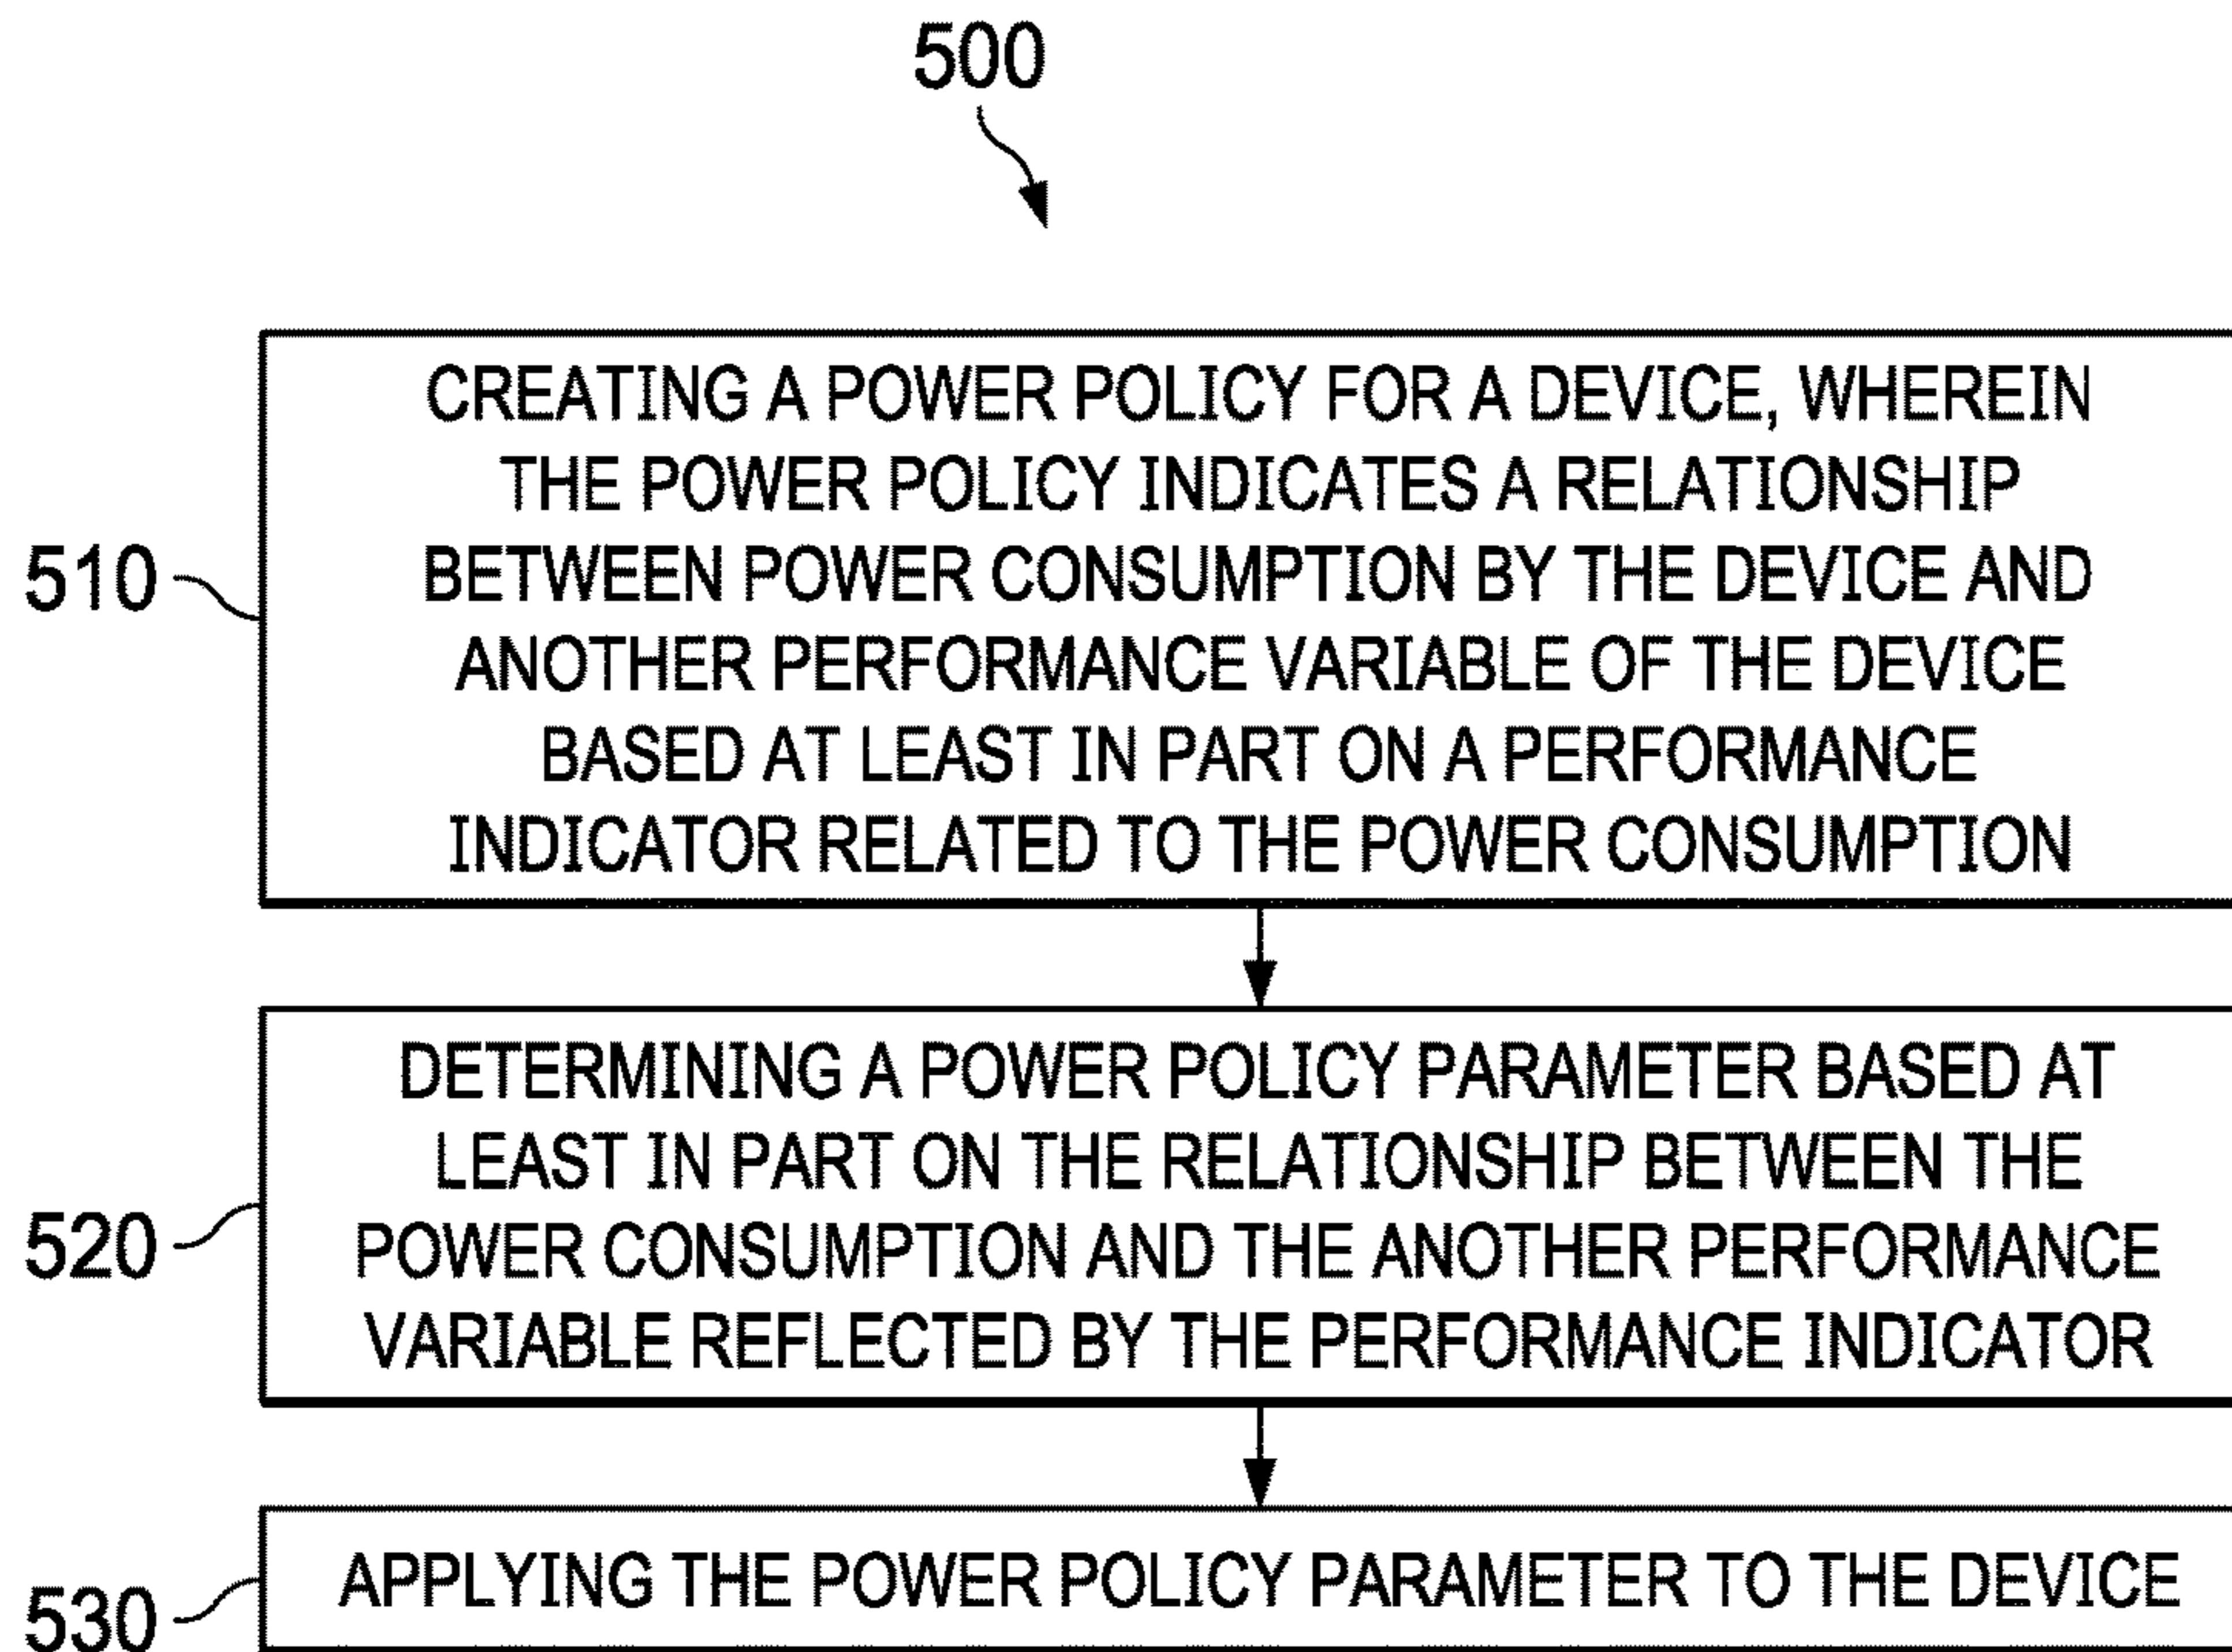 500
CREATING A POWER POLICY FOR A DEVICE, WHEREIN
THE POWER POLICY INDICATES A RELATIONSHIP
BETWEEN POWER CONSUMPTION BY THE DEVICE AND
ANOTHER PERFORMANCE VARIABLE OF THE DEVICE
BASED AT LEAST IN PART ON A PERFORMANCE
INDICATOR RELATED TO THE POWER CONSUMPTION
510
DETERMINING A POWER POLICY PARAMETER BASED AT
LEAST IN PART ON THE RELATIONSHIP BETWEEN THE
POWER CONSUMPTION AND THE ANOTHER PERFORMANCE
VARIABLE REFLECTED BY THE PERFORMANCE INDICATOR
520
APPLYING THE POWER POLICY PARAMETER TO THE DEVICE
530